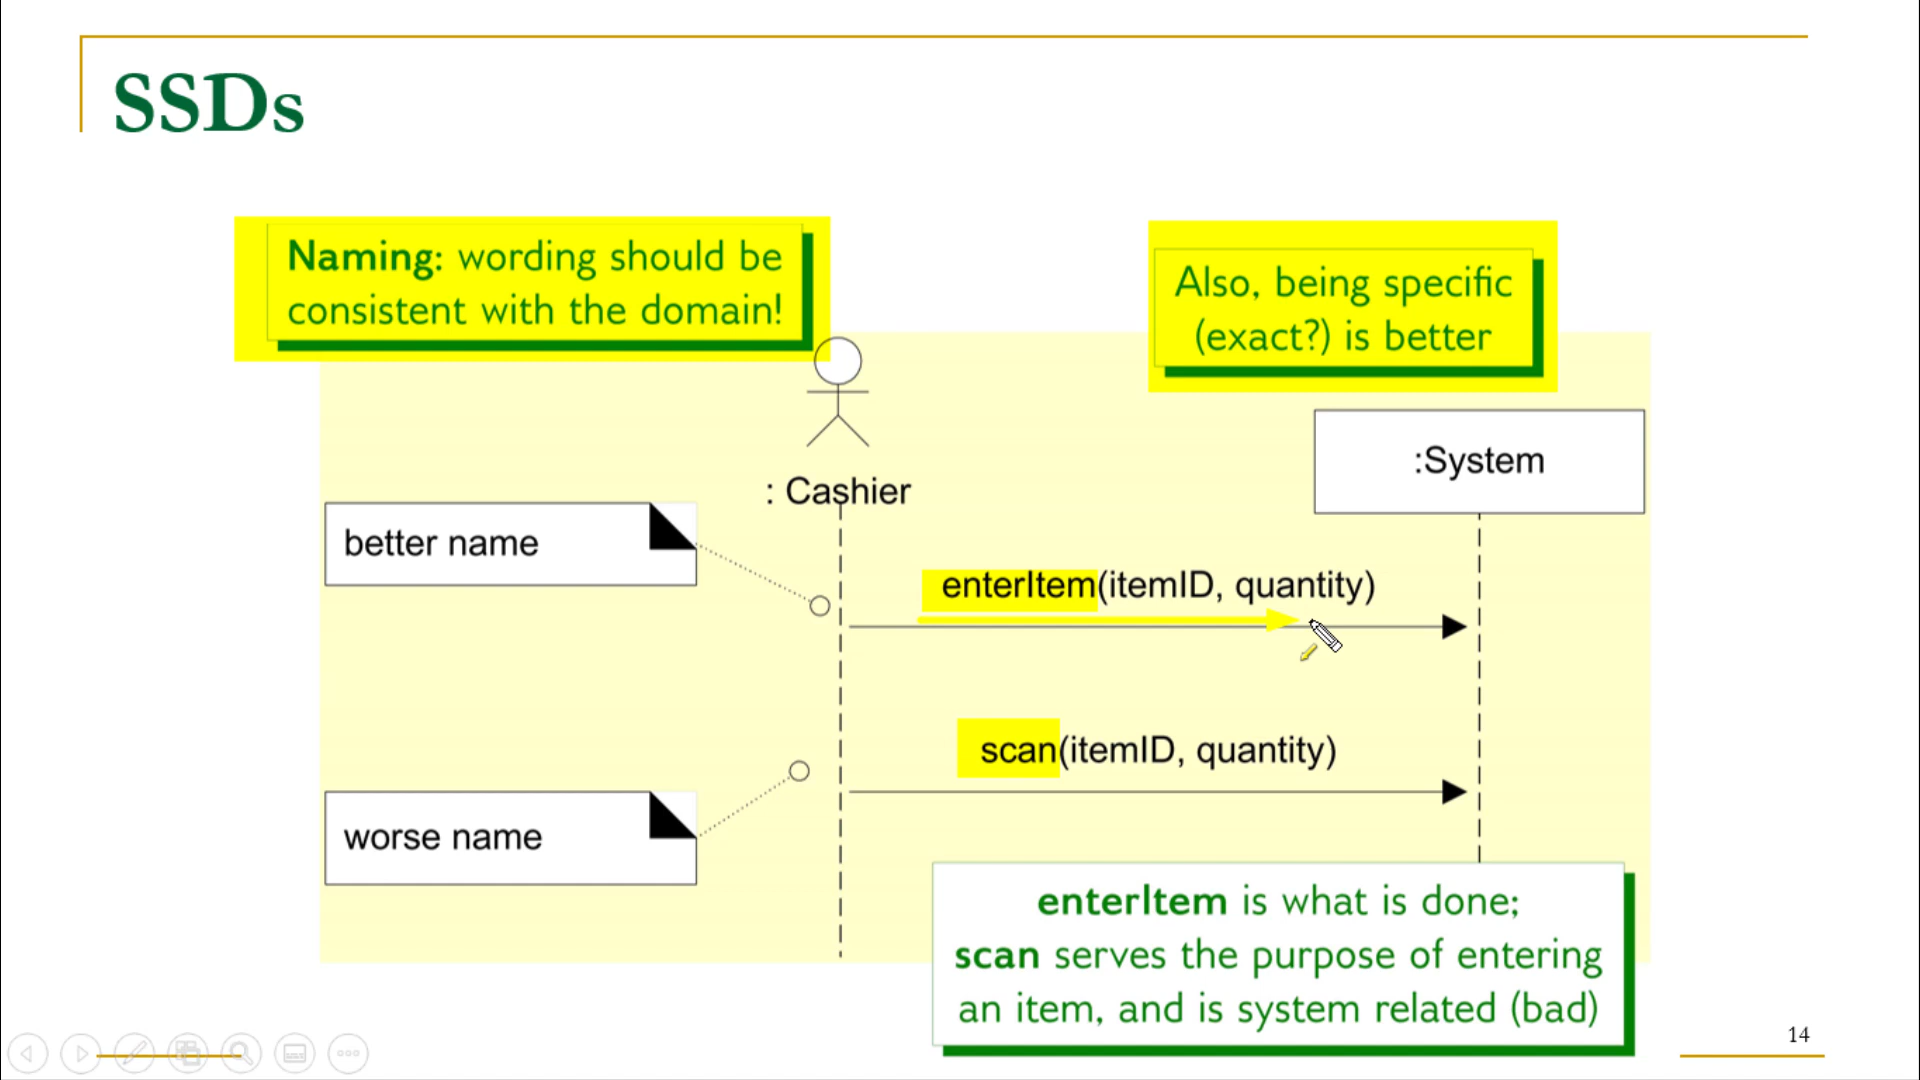 SSDs
Naming: wording should be
consistent with the domain!
Also, being specific
(exact?) is better
: Cashier
:System
better name
enterItem(itemID, quantity)
scan(itemID, quantity)
worse name
enterItem is what is done;
scan serves the purpose of entering
an item, and is system related (bad)
14